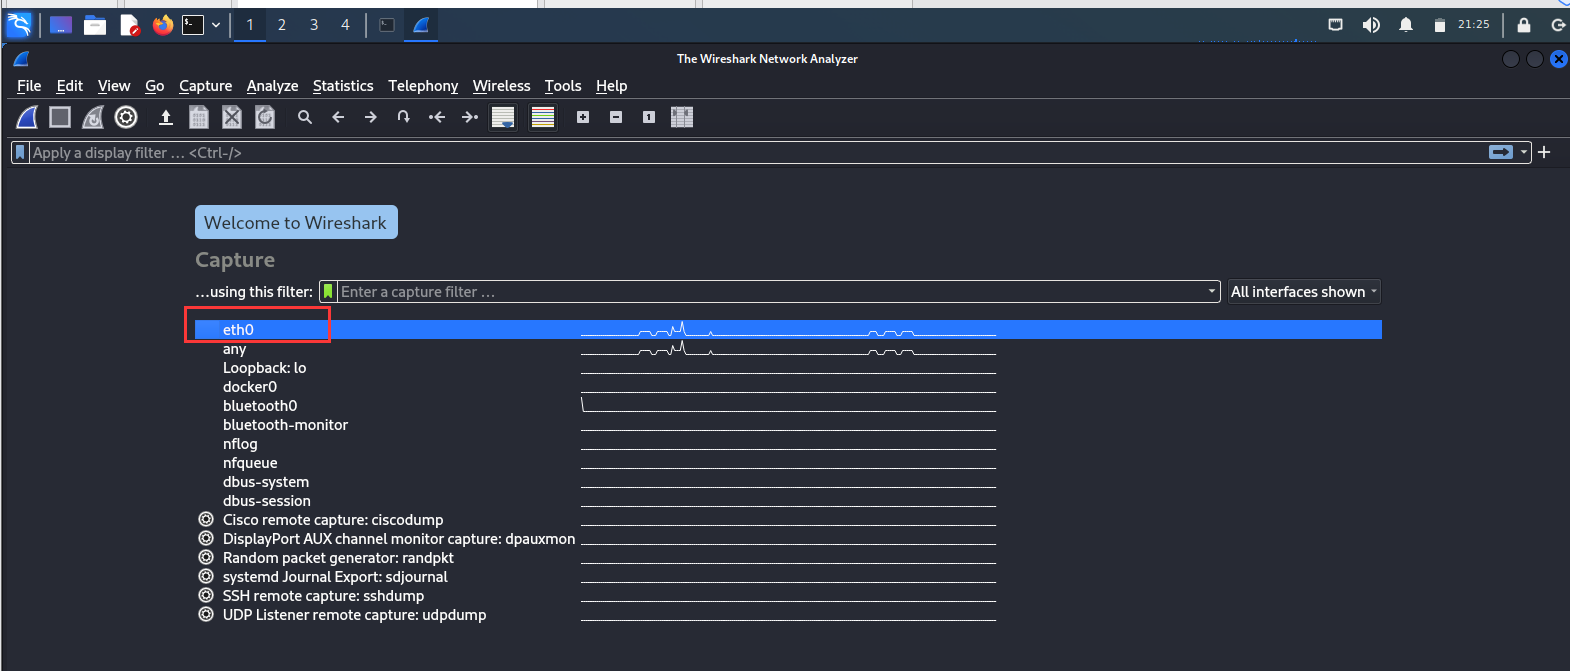 1 2 3 4 21:25
The Wireshark Network Analyzer
File Edit View Go Capture Analyze Statistics Telephony Wireless Tools Help
Apply a display filter … <Ctrl-/>
Welcome to Wireshark
Capture
…using this filter: Enter a capture filter … All interfaces shown
eth0
any
Loopback: lo
docker0
bluetooth0
bluetooth-monitor
nflog
nfqueue
dbus-system
dbus-session
Cisco remote capture: ciscodump
DisplayPort AUX channel monitor capture: dpauxmon
Random packet generator: randpkt
systemd Journal Export: sdjournal
SSH remote capture: sshdump
UDP Listener remote capture: udpdump